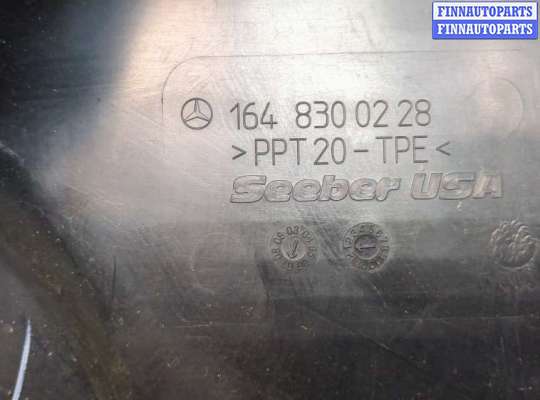 FINNAUTOPARTS
FINNAUTOPARTS
164 830 02 28
>PPT 20-TPE<
Seeber USA